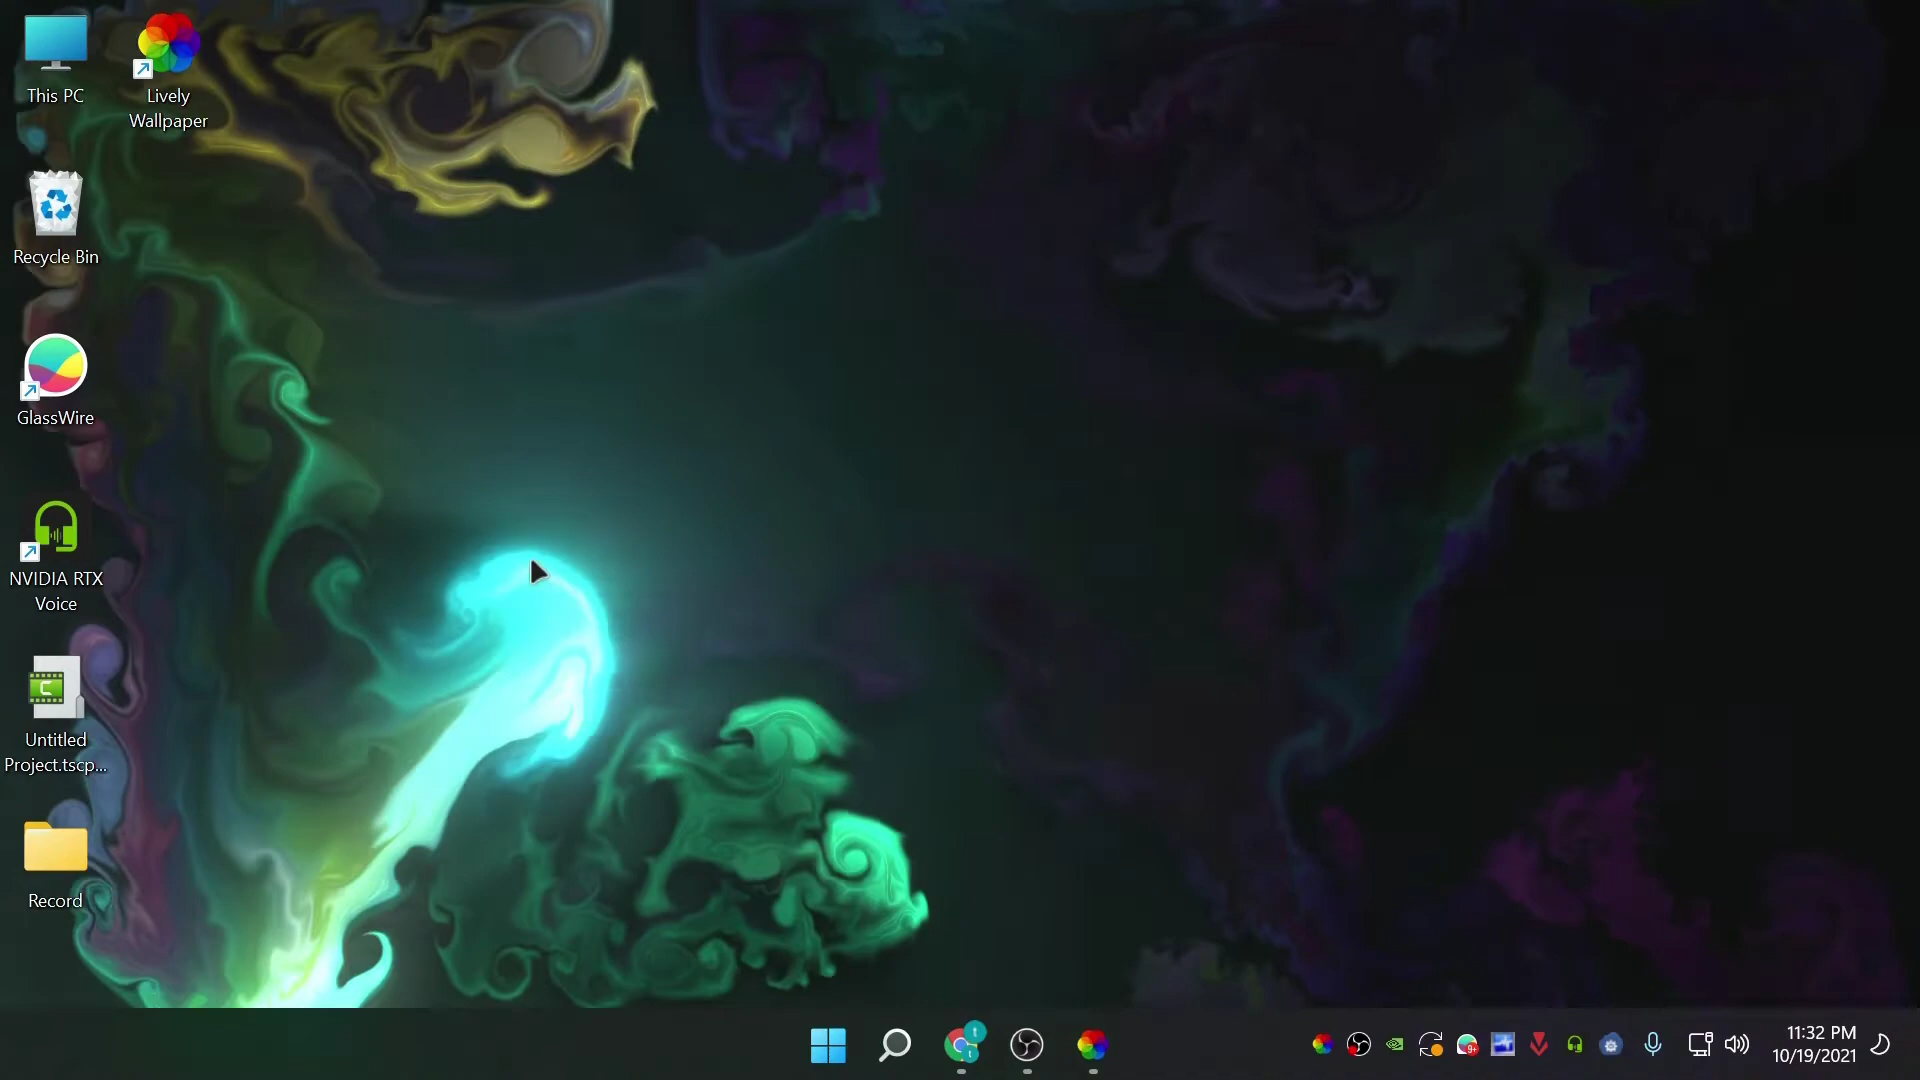 This PC
Lively
Wallpaper
Recycle Bin
GlassWire
NVIDIA RTX
Voice
Untitled
Project.tscp...
Record
t
t
9+
11:32 PM
10/19/2021